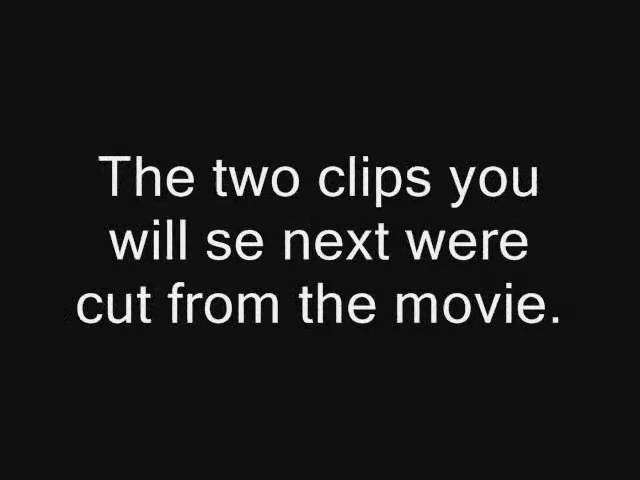 The two clips you
will se next were
cut from the movie.